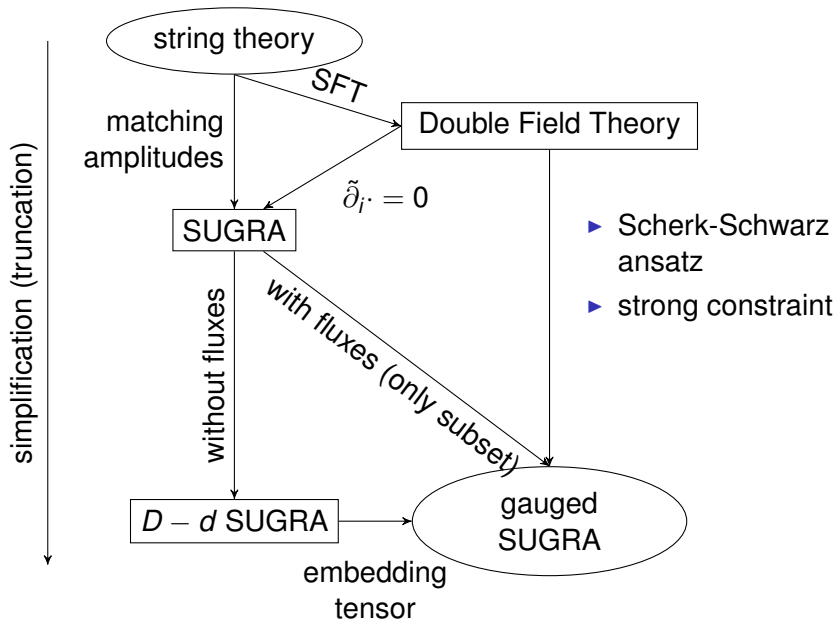 string theory
SFT
matching
amplitudes
Double Field Theory
∂̃ᵢ· = 0
SUGRA
▶ Scherk-Schwarz
ansatz
▶ strong constraint
simplification (truncation)
without fluxes
with fluxes (only subset)
D − d SUGRA
gauged
SUGRA
embedding
tensor